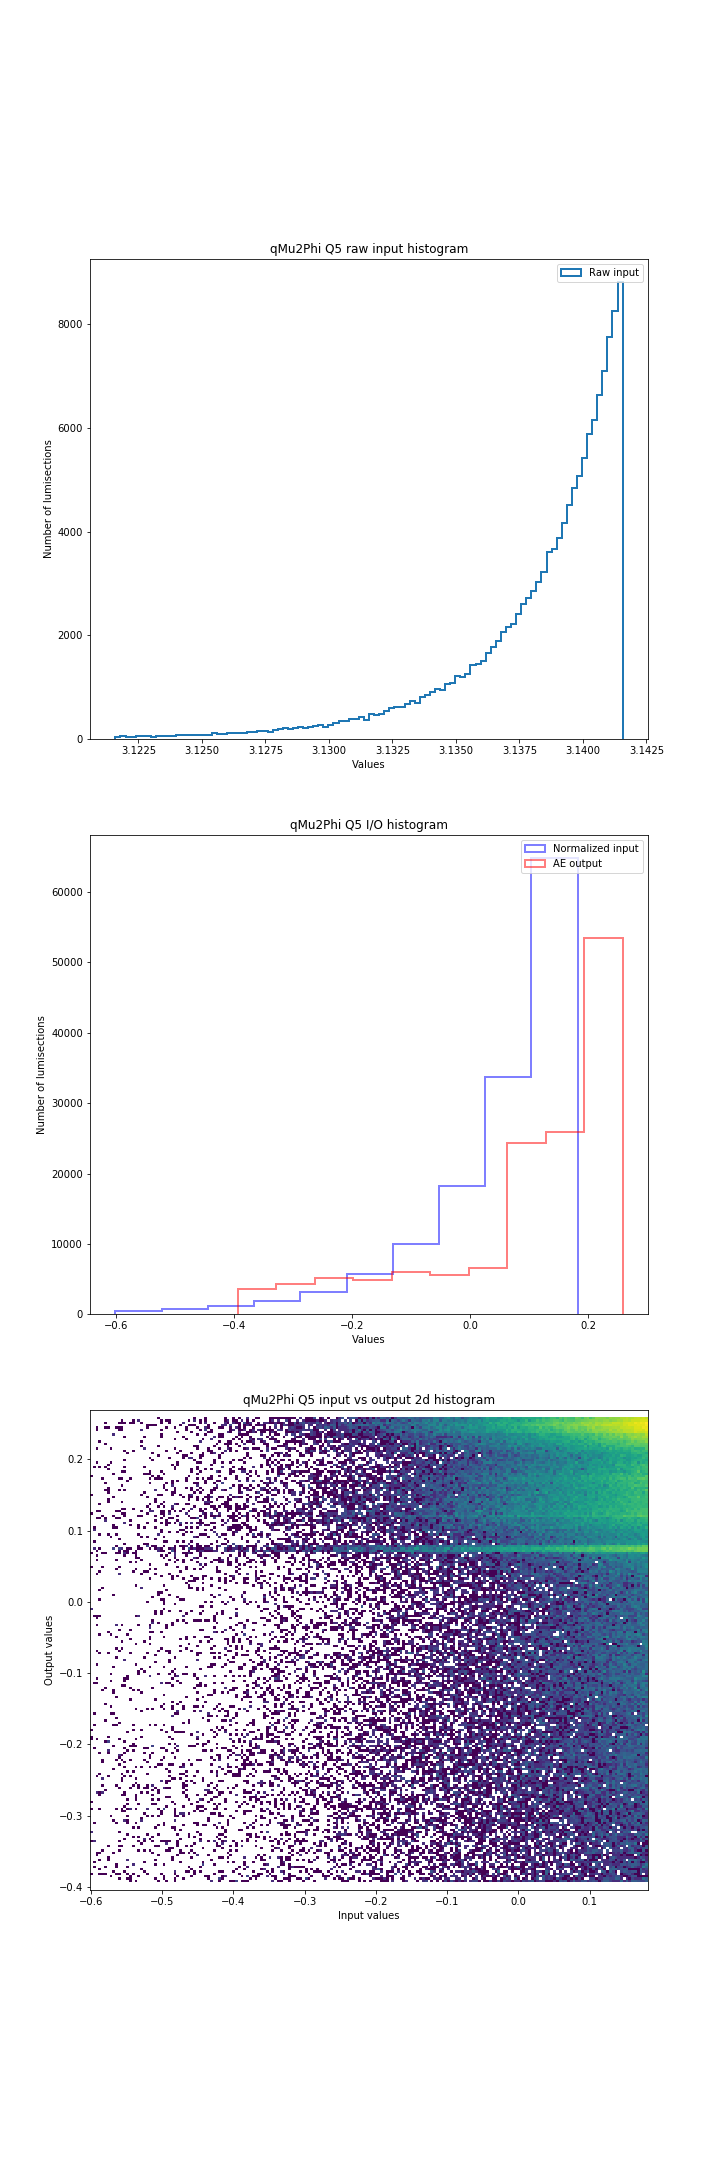 qMu2Phi Q5 raw input histogram
Raw input
8000
6000
4000
2000
0
Number of lumisections
3.1225 3.1250 3.1275 3.1300 3.1325 3.1350 3.1375 3.1400 3.1425
Values
qMu2Phi Q5 I/O histogram
Normalized input
AE output
60000
50000
40000
30000
20000
10000
0
Number of lumisections
−0.6 −0.4 −0.2 0.0 0.2
Values
qMu2Phi Q5 input vs output 2d histogram
0.2
0.1
0.0
−0.1
−0.2
−0.3
−0.4
Output values
−0.6 −0.5 −0.4 −0.3 −0.2 −0.1 0.0 0.1
Input values